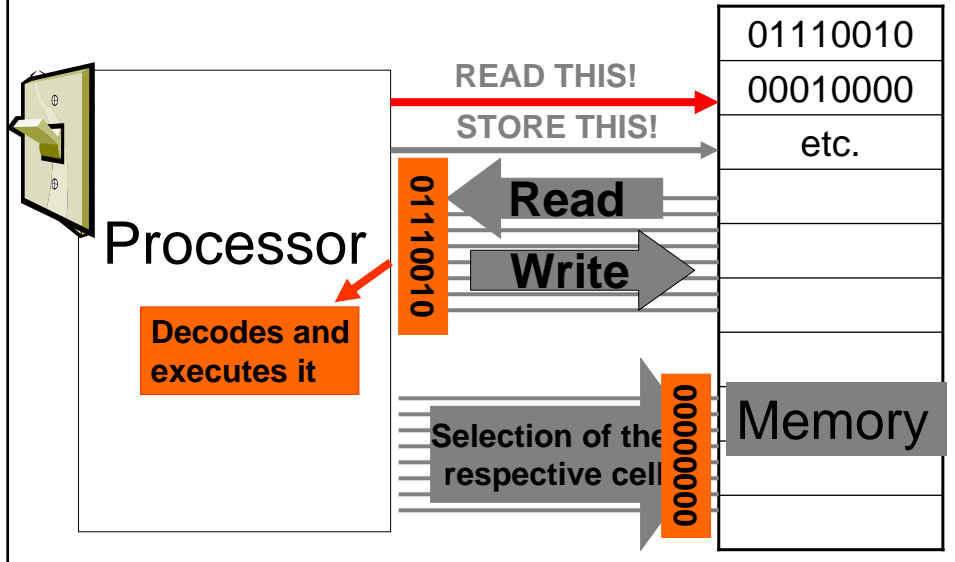 01110010
READ THIS!
00010000
STORE THIS!
etc.
01110010
Read
Processor
Write
Decodes and
executes it
Selection of the
respective cell
00000000
Memory